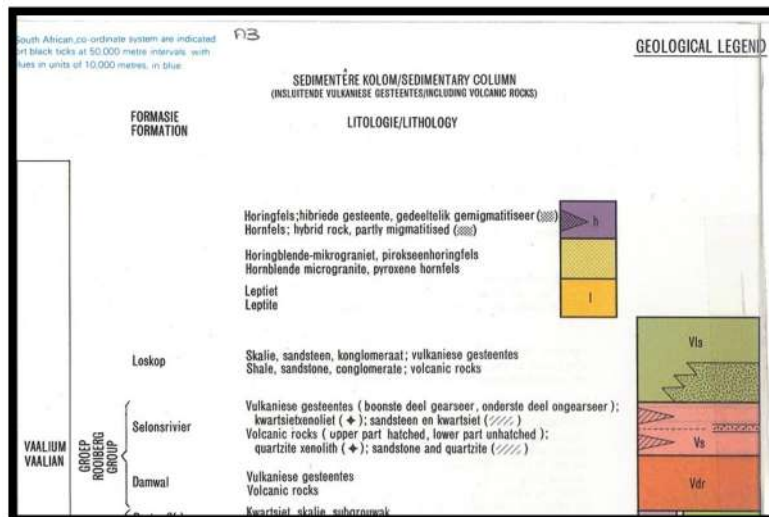 South African co-ordinate system are indicated
ort black ticks at 50,000 metre intervals with
lues in units of 10,000 metres, in blue
A3
GEOLOGICAL LEGEND
SEDIMENTÊRE KOLOM/SEDIMENTARY COLUMN
(INSLUITENDE VULKANIESE GESTEENTES/INCLUDING VOLCANIC ROCKS)
FORMASIE
FORMATION
LITOLOGIE/LITHOLOGY
Horingfels; hibriede gesteente, gedeeltelik gemigmatitiseer
Hornfels; hybrid rock, partly migmatitised
h
Horingblende-mikrograniet, pirokseenhoringfels
Hornblende microgranite, pyroxene hornfels
Leptiet
Leptite
l
Loskop
Skalie, sandsteen, konglomeraat; vulkaniese gesteentes
Shale, sandstone, conglomerate; volcanic rocks
Vls
VAALIUM
VAALIAN
GROEP
ROOIBERG
GROUP
Selonsrivier
Vulkaniese gesteentes (boonste deel gearseer, onderste deel ongearseer);
kwartsietxenoliet (✦); sandsteen en kwartsiet (////)
Volcanic rocks (upper part hatched, lower part unhatched);
quartzite xenolith (✦); sandstone and quartzite (////)
Vs
Damwal
Vulkaniese gesteentes
Volcanic rocks
Vdr
Kwartsiet, skalie, subgrouwak